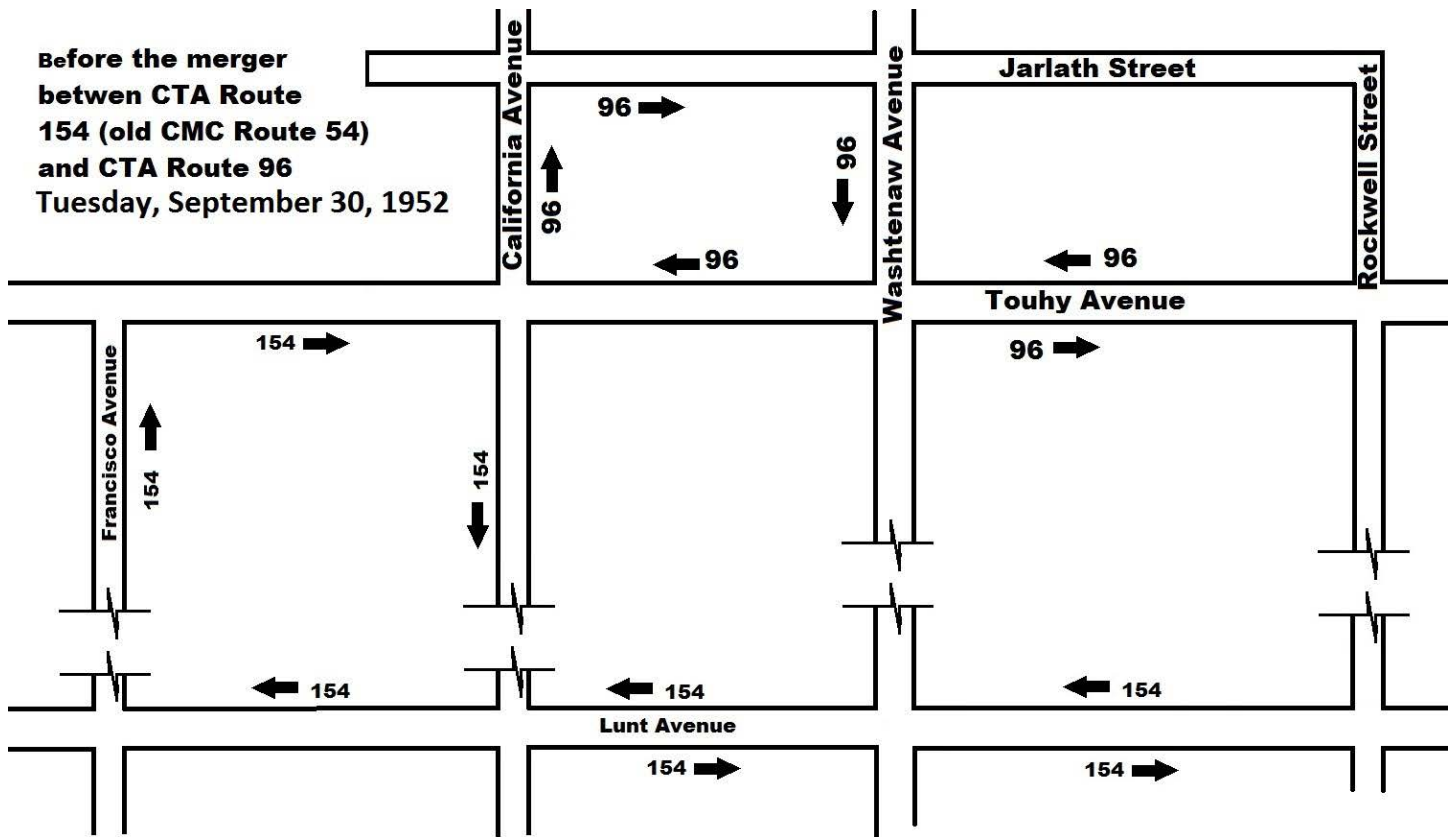 Before the merger
betwen CTA Route
154 (old CMC Route 54)
and CTA Route 96
Tuesday, September 30, 1952
California Avenue
Washtenaw Avenue
Jarlath Street
Rockwell Street
96
96
96
96
96
Touhy Avenue
154
96
Francisco Avenue
154
154
154
154
154
Lunt Avenue
154
154